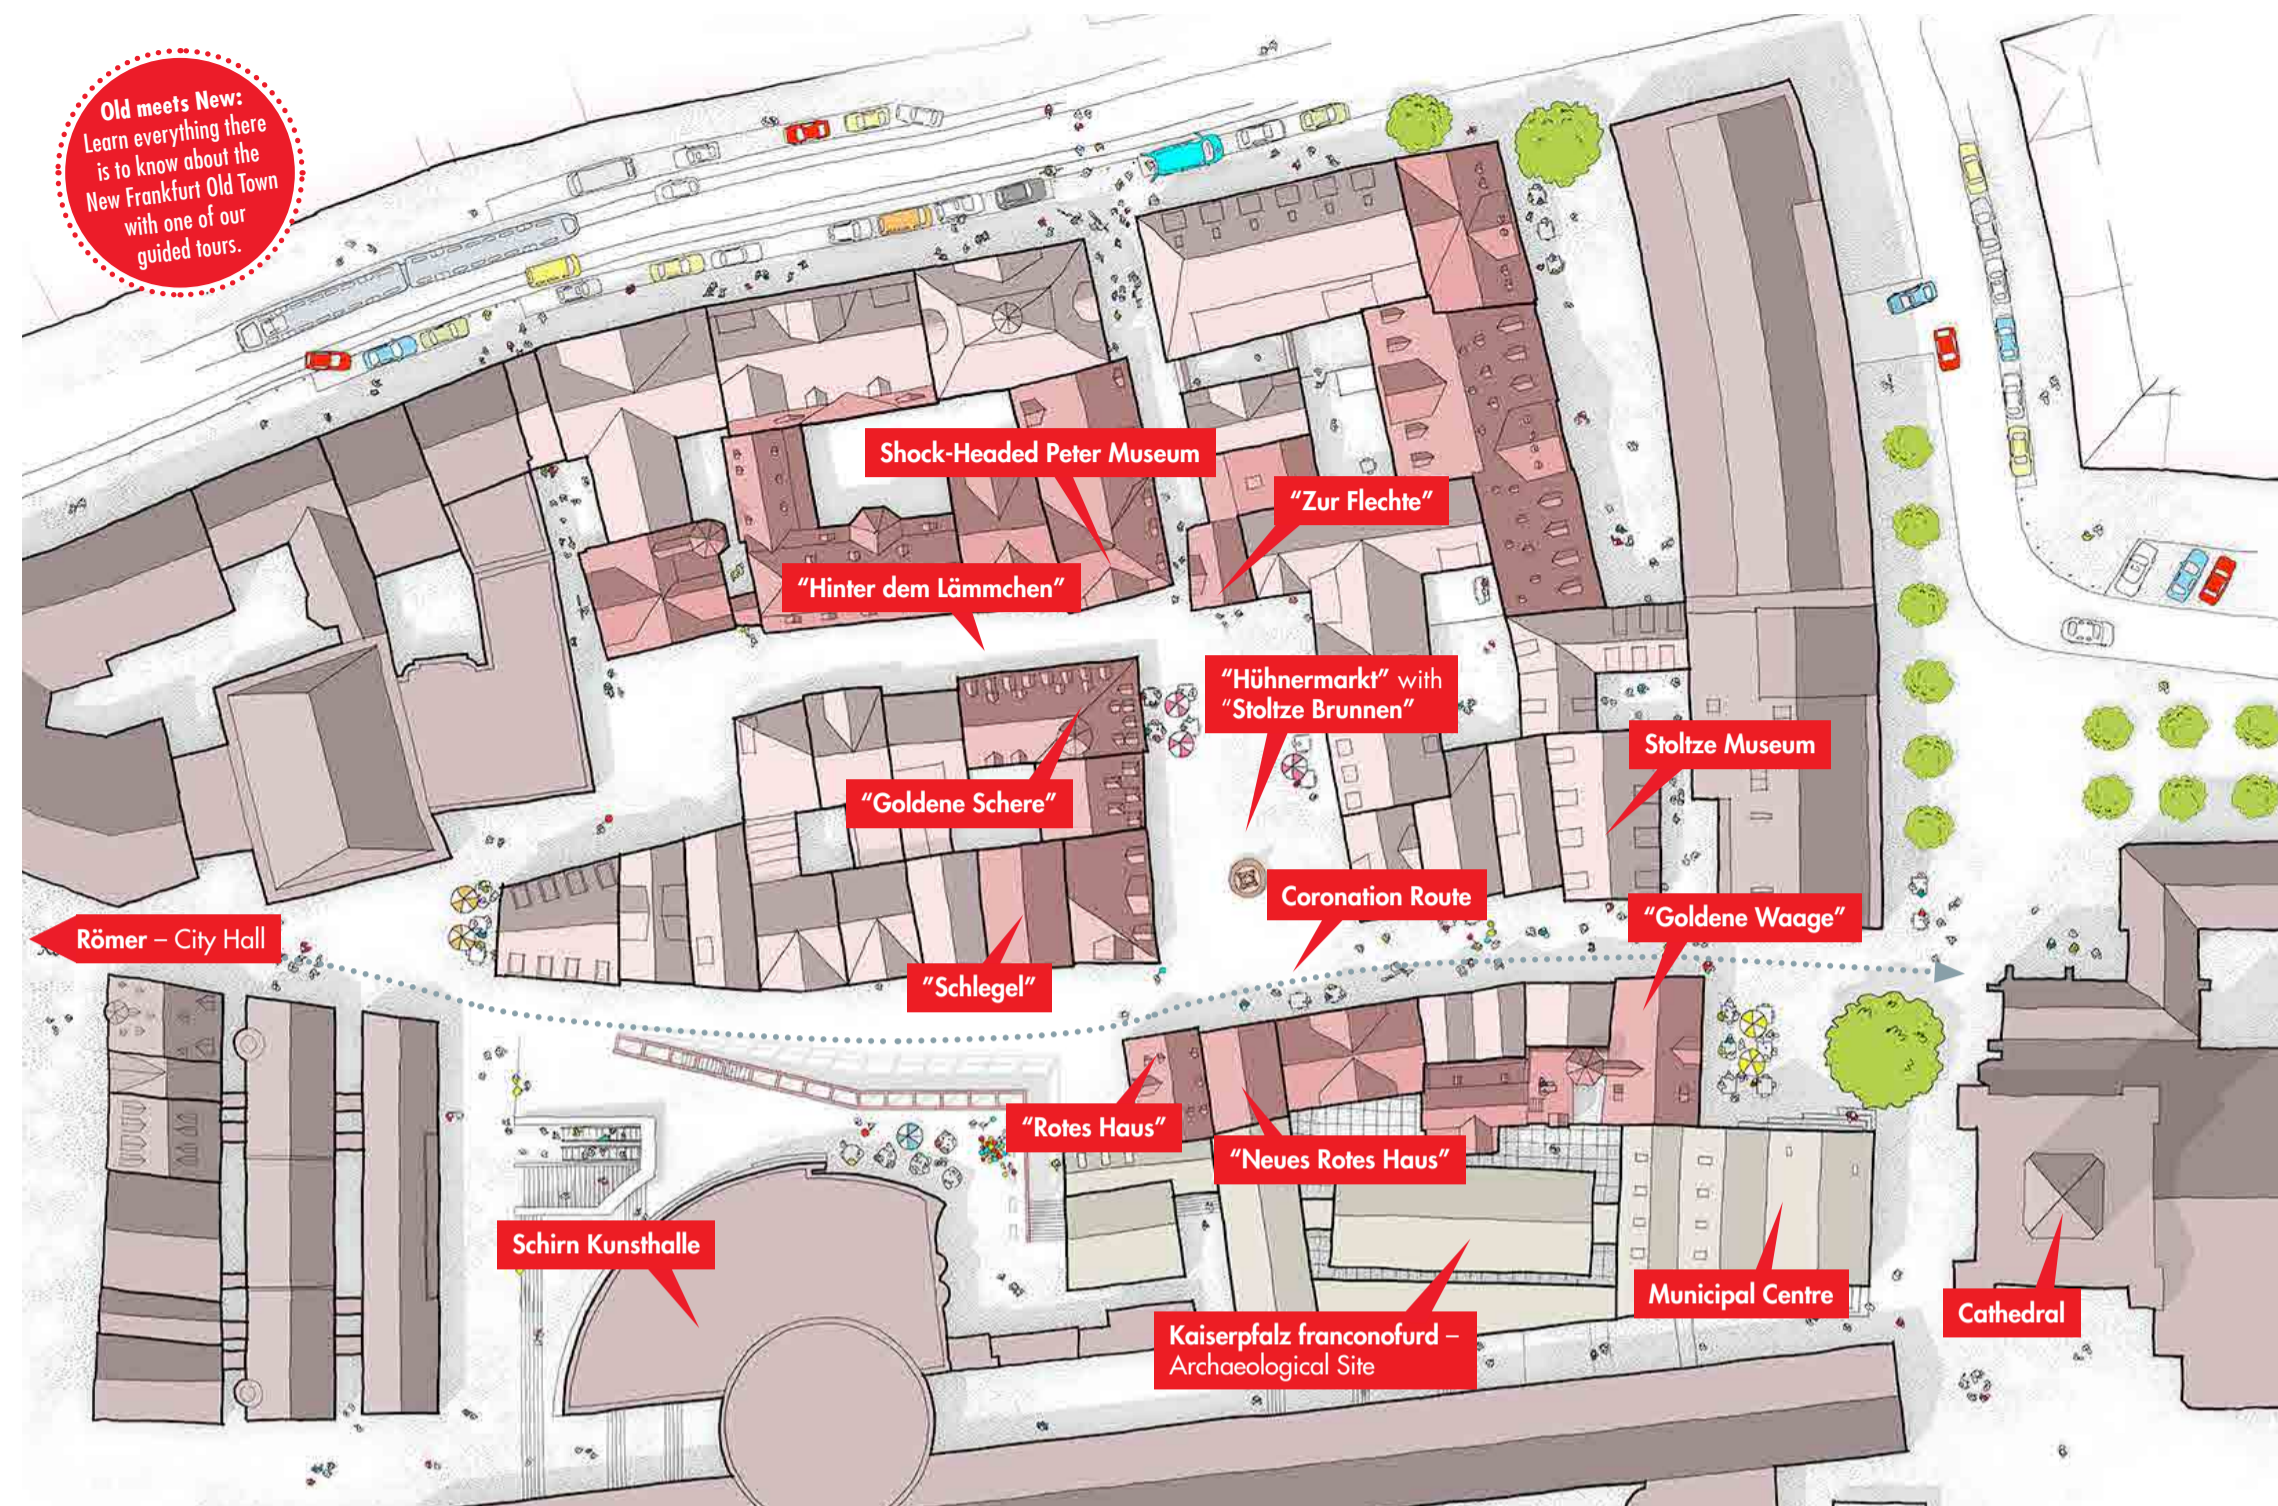 Old meets New:
Learn everything there
is to know about the
New Frankfurt Old Town
with one of our
guided tours.
Shock-Headed Peter Museum
“Zur Flechte”
“Hinter dem Lämmchen”
“Hühnermarkt” with
“Stoltze Brunnen”
Stoltze Museum
“Goldene Schere”
Coronation Route
“Goldene Waage”
Römer – City Hall
”Schlegel”
“Rotes Haus”
“Neues Rotes Haus”
Schirn Kunsthalle
Municipal Centre
Cathedral
Kaiserpfalz franconofurd –
Archaeological Site